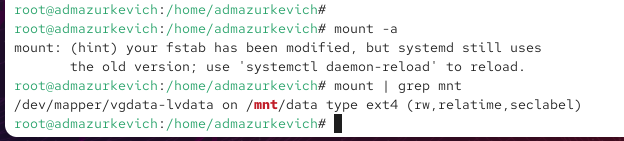 root@admazurkevich:/home/admazurkevich#
root@admazurkevich:/home/admazurkevich# mount -a
mount: (hint) your fstab has been modified, but systemd still uses
       the old version; use 'systemctl daemon-reload' to reload.
root@admazurkevich:/home/admazurkevich# mount | grep mnt
/dev/mapper/vgdata-lvdata on /mnt/data type ext4 (rw,relatime,seclabel)
root@admazurkevich:/home/admazurkevich#